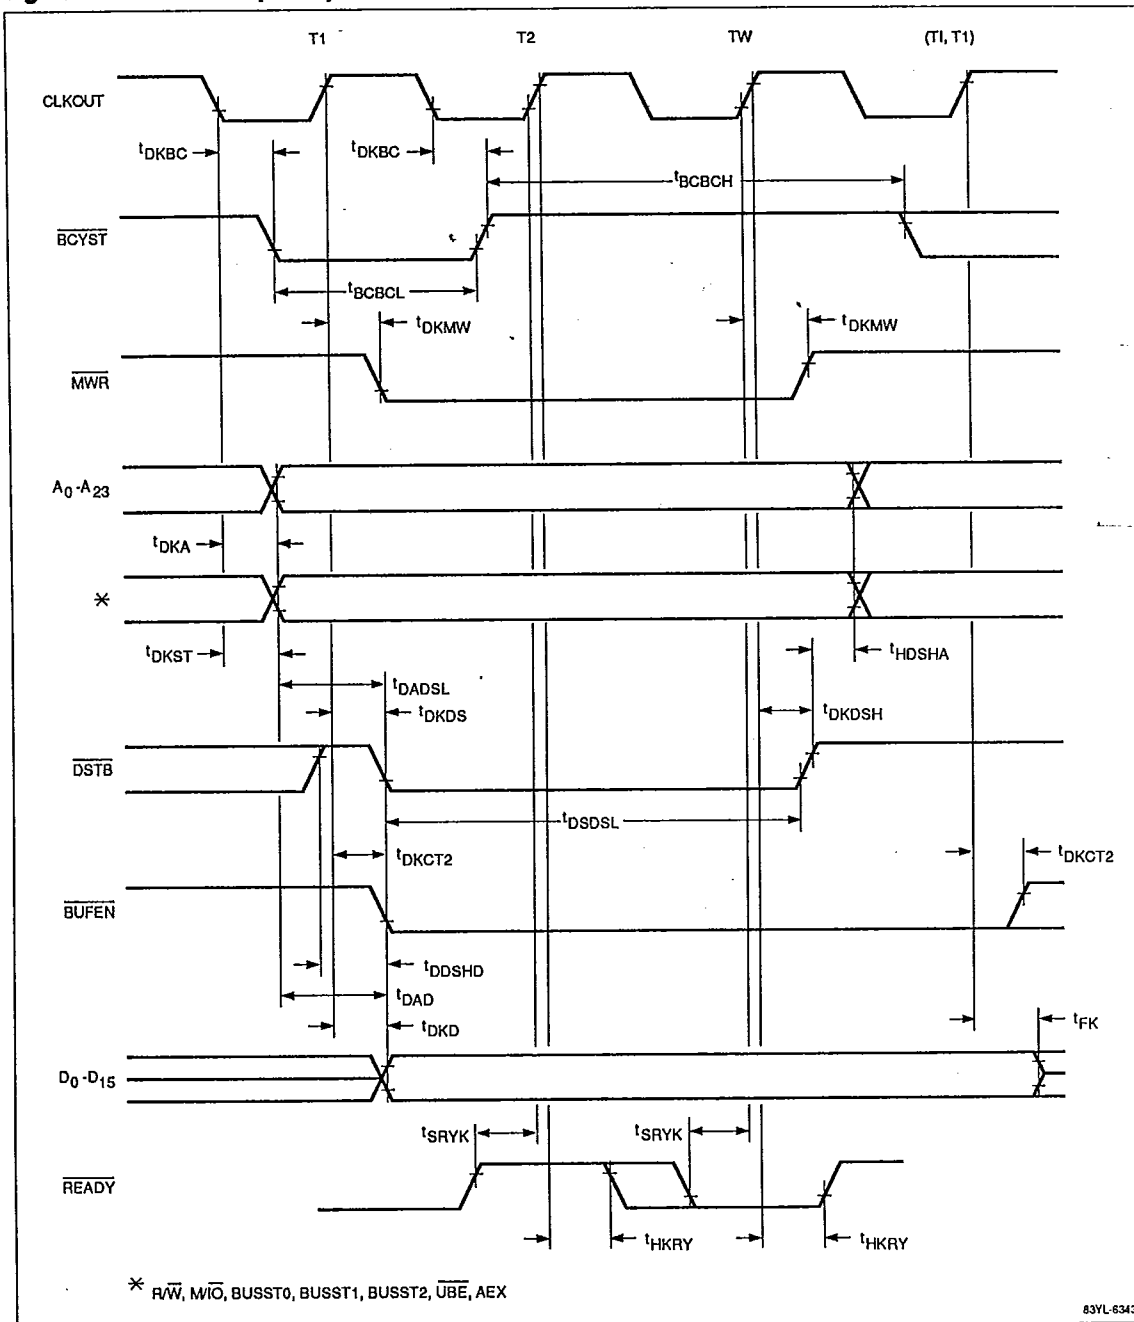 T1 T2 TW (TI, T1)
CLKOUT
tDKBC tDKBC
tBCBCH
BCYST
tBCBCL
tDKMW tDKMW
MWR
A0-A23
tDKA
*
tDKST tHDSHA
tDADSL
tDKDS tDKDSH
DSTB
tDSDSL
tDKCT2 tDKCT2
BUFEN
tDDSHD
tDAD
tDKD tFK
D0-D15
tSRYK tSRYK
READY
tHKRY tHKRY
* R/W, M/IO, BUSST0, BUSST1, BUSST2, UBE, AEX
83YL-6343